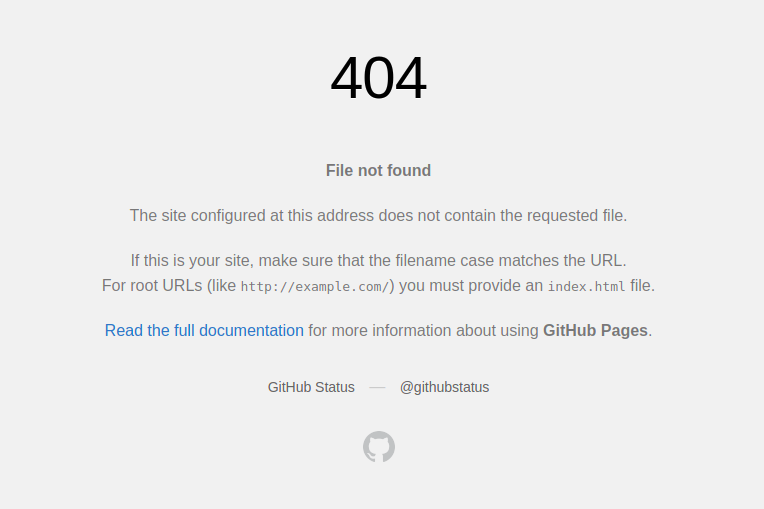 404
File not found
The site configured at this address does not contain the requested file.
If this is your site, make sure that the filename case matches the URL.
For root URLs (like http://example.com/) you must provide an index.html file.
Read the full documentation for more information about using GitHub Pages.
GitHub Status — @githubstatus